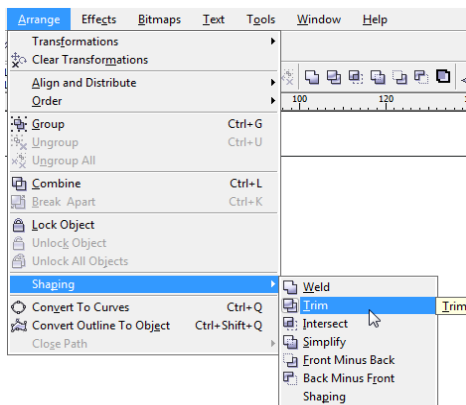 Arrange Effects Bitmaps Text Tools Window Help
Transformations
Clear Transformations
Align and Distribute
Order
100 120
Group Ctrl+G
Ungroup Ctrl+U
Ungroup All
Combine Ctrl+L
Break Apart Ctrl+K
Lock Object
Unlock Object
Unlock All Objects
Shaping
Weld
Convert To Curves Ctrl+Q
Trim
Trim
Convert Outline To Object Ctrl+Shift+Q
Intersect
Close Path
Simplify
Front Minus Back
Back Minus Front
Shaping